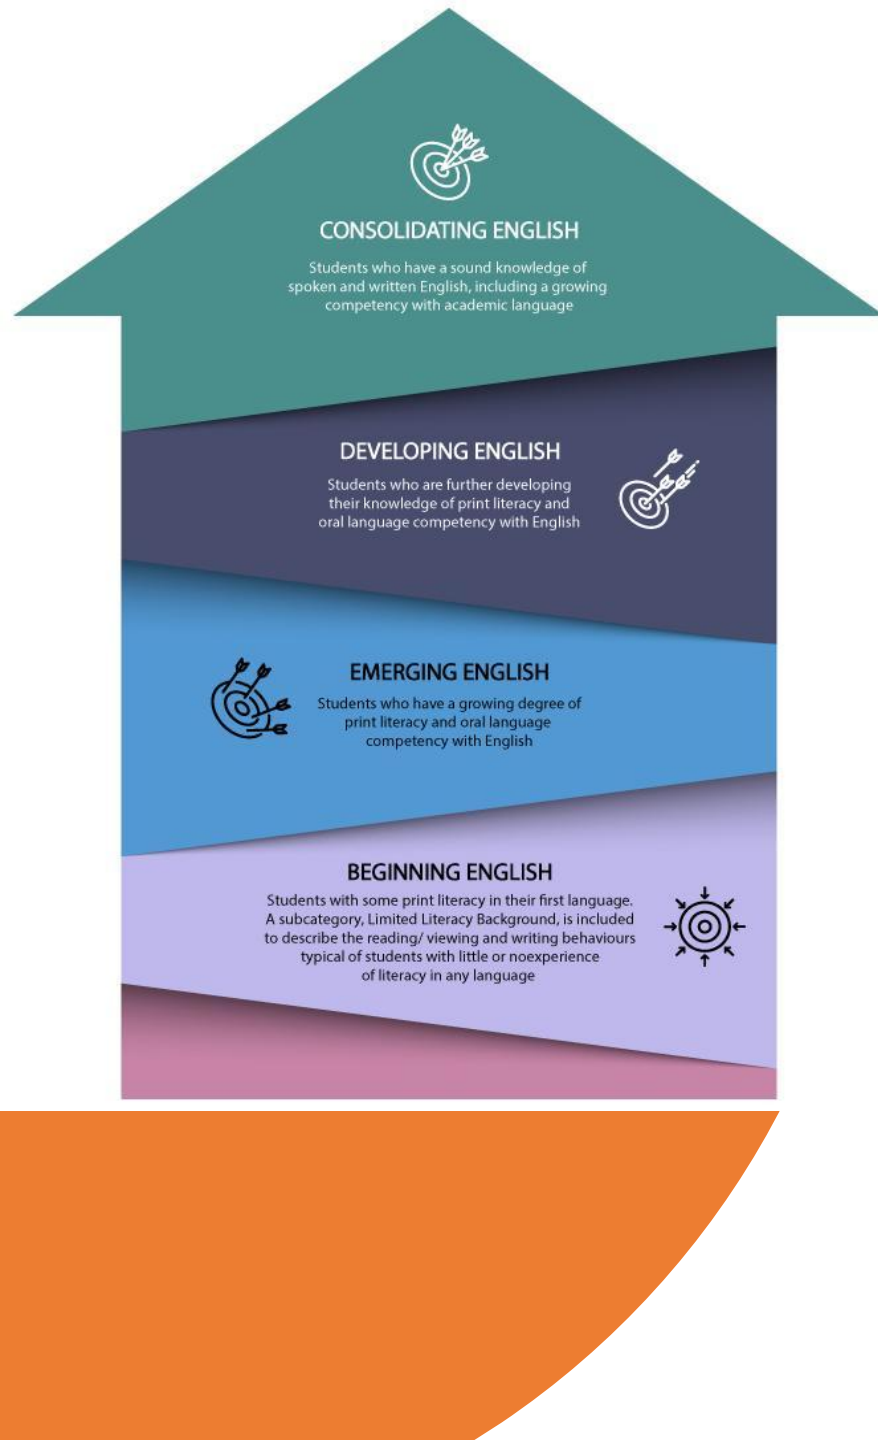 CONSOLIDATING ENGLISH
Students who have a sound knowledge of
spoken and written English, including a growing
competency with academic language
DEVELOPING ENGLISH
Students who are further developing
their knowledge of print literacy and
oral language competency with English
EMERGING ENGLISH
Students who have a growing degree of
print literacy and oral language
competency with English
BEGINNING ENGLISH
Students with some print literacy in their first language.
A subcategory, Limited Literacy Background, is included
to describe the reading/ viewing and writing behaviours
typical of students with little or noexperience
of literacy in any language